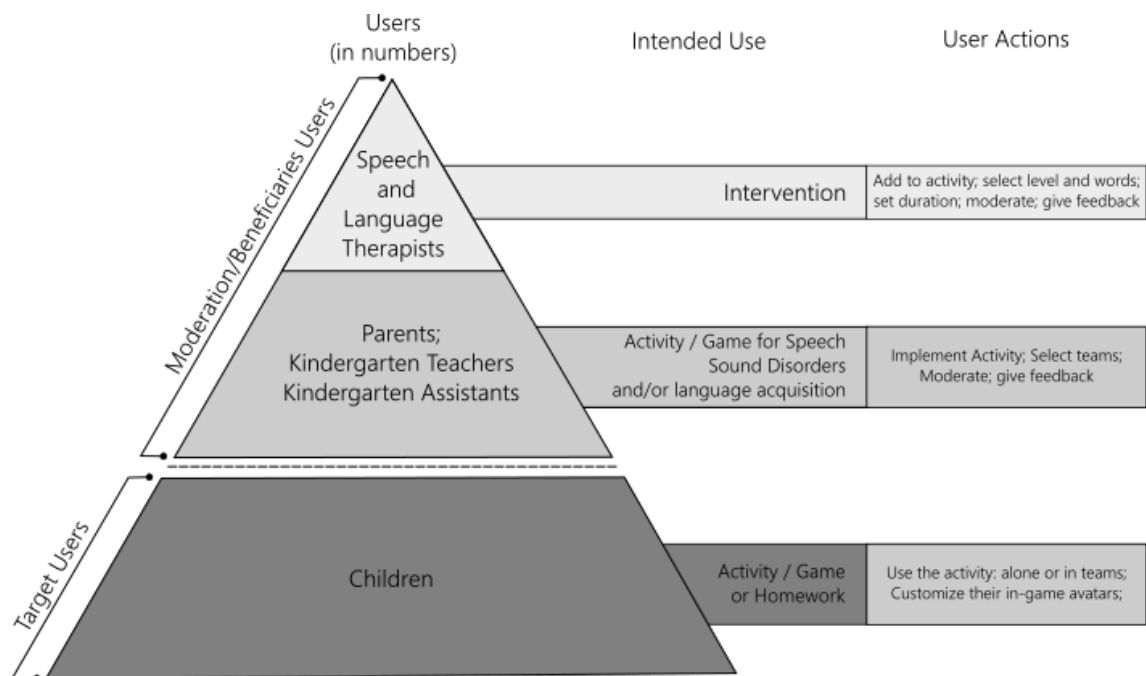 Users
(in numbers)
Intended Use
User Actions
Moderation/Beneficiaries Users
Speech
and
Language
Therapists
Intervention
Add to activity; select level and words;
set duration; moderate; give feedback
Parents;
Kindergarten Teachers
Kindergarten Assistants
Activity / Game for Speech
Sound Disorders
and/or language acquisition
Implement Activity; Select teams;
Moderate; give feedback
Target Users
Children
Activity / Game
or Homework
Use the activity: alone or in teams;
Customize their in-game avatars;